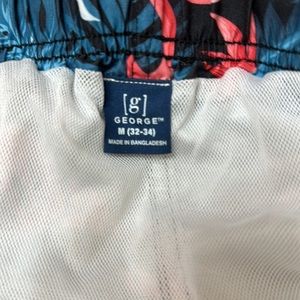 [g]
GEORGE™
M (32-34)
MADE IN BANGLADESH